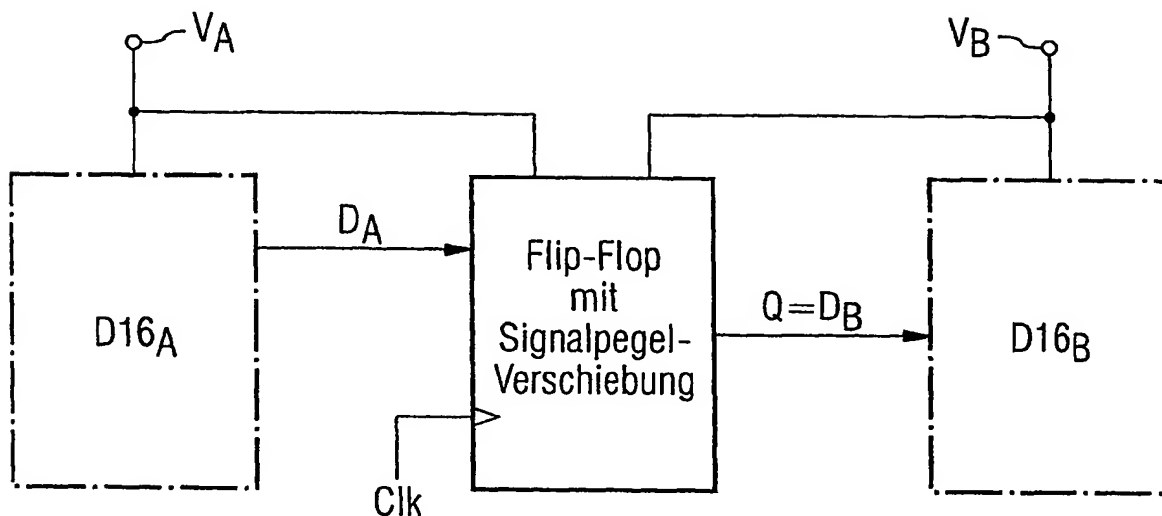 V_A
V_B
D_A
Flip-Flop
mit
Signalpegel-
Verschiebung
D16_A
Q=D_B
D16_B
Clk